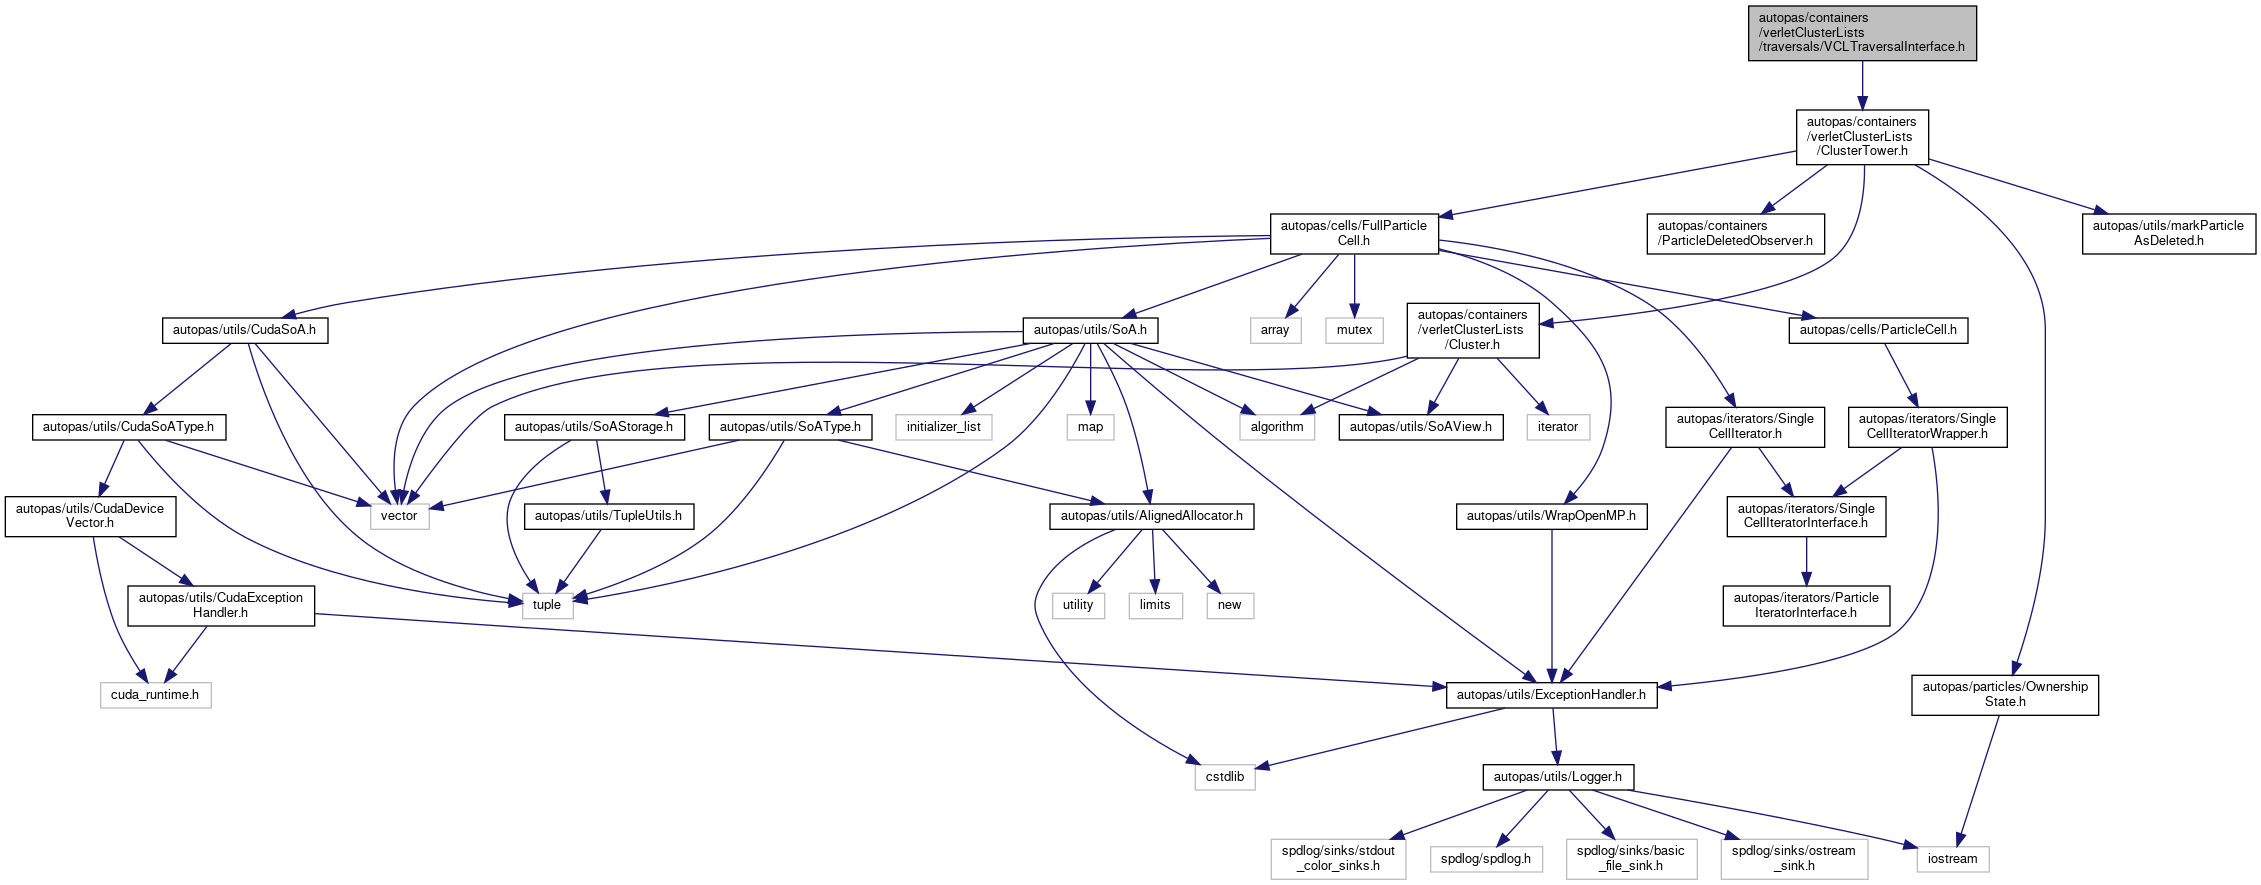 autopas/containers
/verletClusterLists
/traversals/VCLTraversalInterface.h
autopas/containers
/verletClusterLists
/ClusterTower.h
autopas/cells/FullParticle
Cell.h
autopas/containers
/ParticleDeletedObserver.h
autopas/utils/markParticle
AsDeleted.h
autopas/utils/CudaSoA.h
autopas/utils/SoA.h
array
mutex
autopas/containers
/verletClusterLists
/Cluster.h
autopas/cells/ParticleCell.h
autopas/utils/CudaSoAType.h
autopas/utils/SoAStorage.h
autopas/utils/SoAType.h
initializer_list
map
algorithm
autopas/utils/SoAView.h
iterator
autopas/iterators/Single
CellIterator.h
autopas/iterators/Single
CellIteratorWrapper.h
autopas/utils/CudaDevice
Vector.h
vector
autopas/utils/TupleUtils.h
autopas/utils/AlignedAllocator.h
autopas/utils/WrapOpenMP.h
autopas/iterators/Single
CellIteratorInterface.h
autopas/utils/CudaException
Handler.h
tuple
utility
limits
new
autopas/iterators/Particle
IteratorInterface.h
cuda_runtime.h
autopas/utils/ExceptionHandler.h
autopas/particles/Ownership
State.h
cstdlib
autopas/utils/Logger.h
spdlog/sinks/stdout
_color_sinks.h
spdlog/spdlog.h
spdlog/sinks/basic
_file_sink.h
spdlog/sinks/ostream
_sink.h
iostream